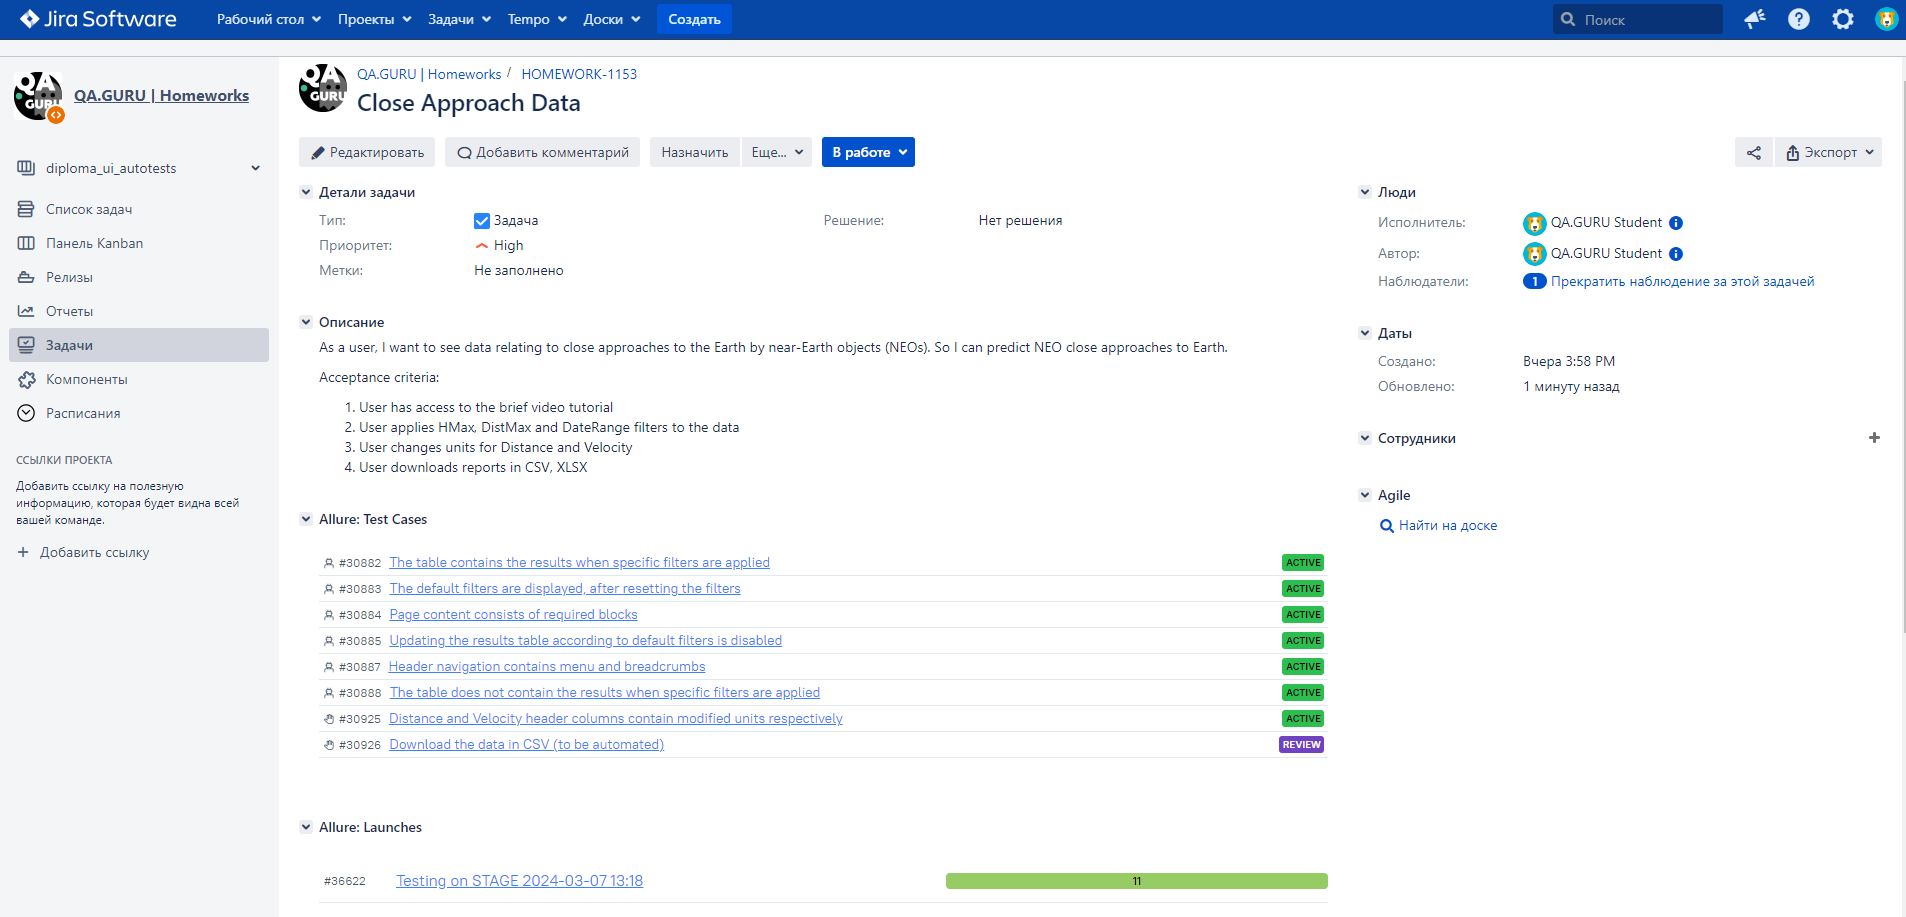 Jira Software
Рабочий стол Проекты Задачи Tempo Доски Создать Поиск
QA GURU
QA.GURU | Homeworks
diploma_ui_autotests
Список задач
Панель Kanban
Релизы
Отчеты
Задачи
Компоненты
Расписания
ССЫЛКИ ПРОЕКТА
Добавить ссылку на полезную
информацию, которая будет видна всей
вашей команде.
+ Добавить ссылку
QA GURU
QA.GURU | Homeworks / HOMEWORK-1153
Close Approach Data
Редактировать Добавить комментарий Назначить Еще... В работе Экспорт
Детали задачи
Тип: Задача Решение: Нет решения
Приоритет: High
Метки: Не заполнено
Описание
As a user, I want to see data relating to close approaches to the Earth by near-Earth objects (NEOs). So I can predict NEO close approaches to Earth.
Acceptance criteria:
1. User has access to the brief video tutorial
2. User applies HMax, DistMax and DateRange filters to the data
3. User changes units for Distance and Velocity
4. User downloads reports in CSV, XLSX
Allure: Test Cases
#30882 The table contains the results when specific filters are applied ACTIVE
#30883 The default filters are displayed, after resetting the filters ACTIVE
#30884 Page content consists of required blocks ACTIVE
#30885 Updating the results table according to default filters is disabled ACTIVE
#30887 Header navigation contains menu and breadcrumbs ACTIVE
#30888 The table does not contain the results when specific filters are applied ACTIVE
#30925 Distance and Velocity header columns contain modified units respectively ACTIVE
#30926 Download the data in CSV (to be automated) REVIEW
Allure: Launches
#36622 Testing on STAGE 2024-03-07 13:18 11
Люди
Исполнитель: QA.GURU Student
Автор: QA.GURU Student
Наблюдатели: 1 Прекратить наблюдение за этой задачей
Даты
Создано: Вчера 3:58 PM
Обновлено: 1 минуту назад
Сотрудники +
Agile
Найти на доске